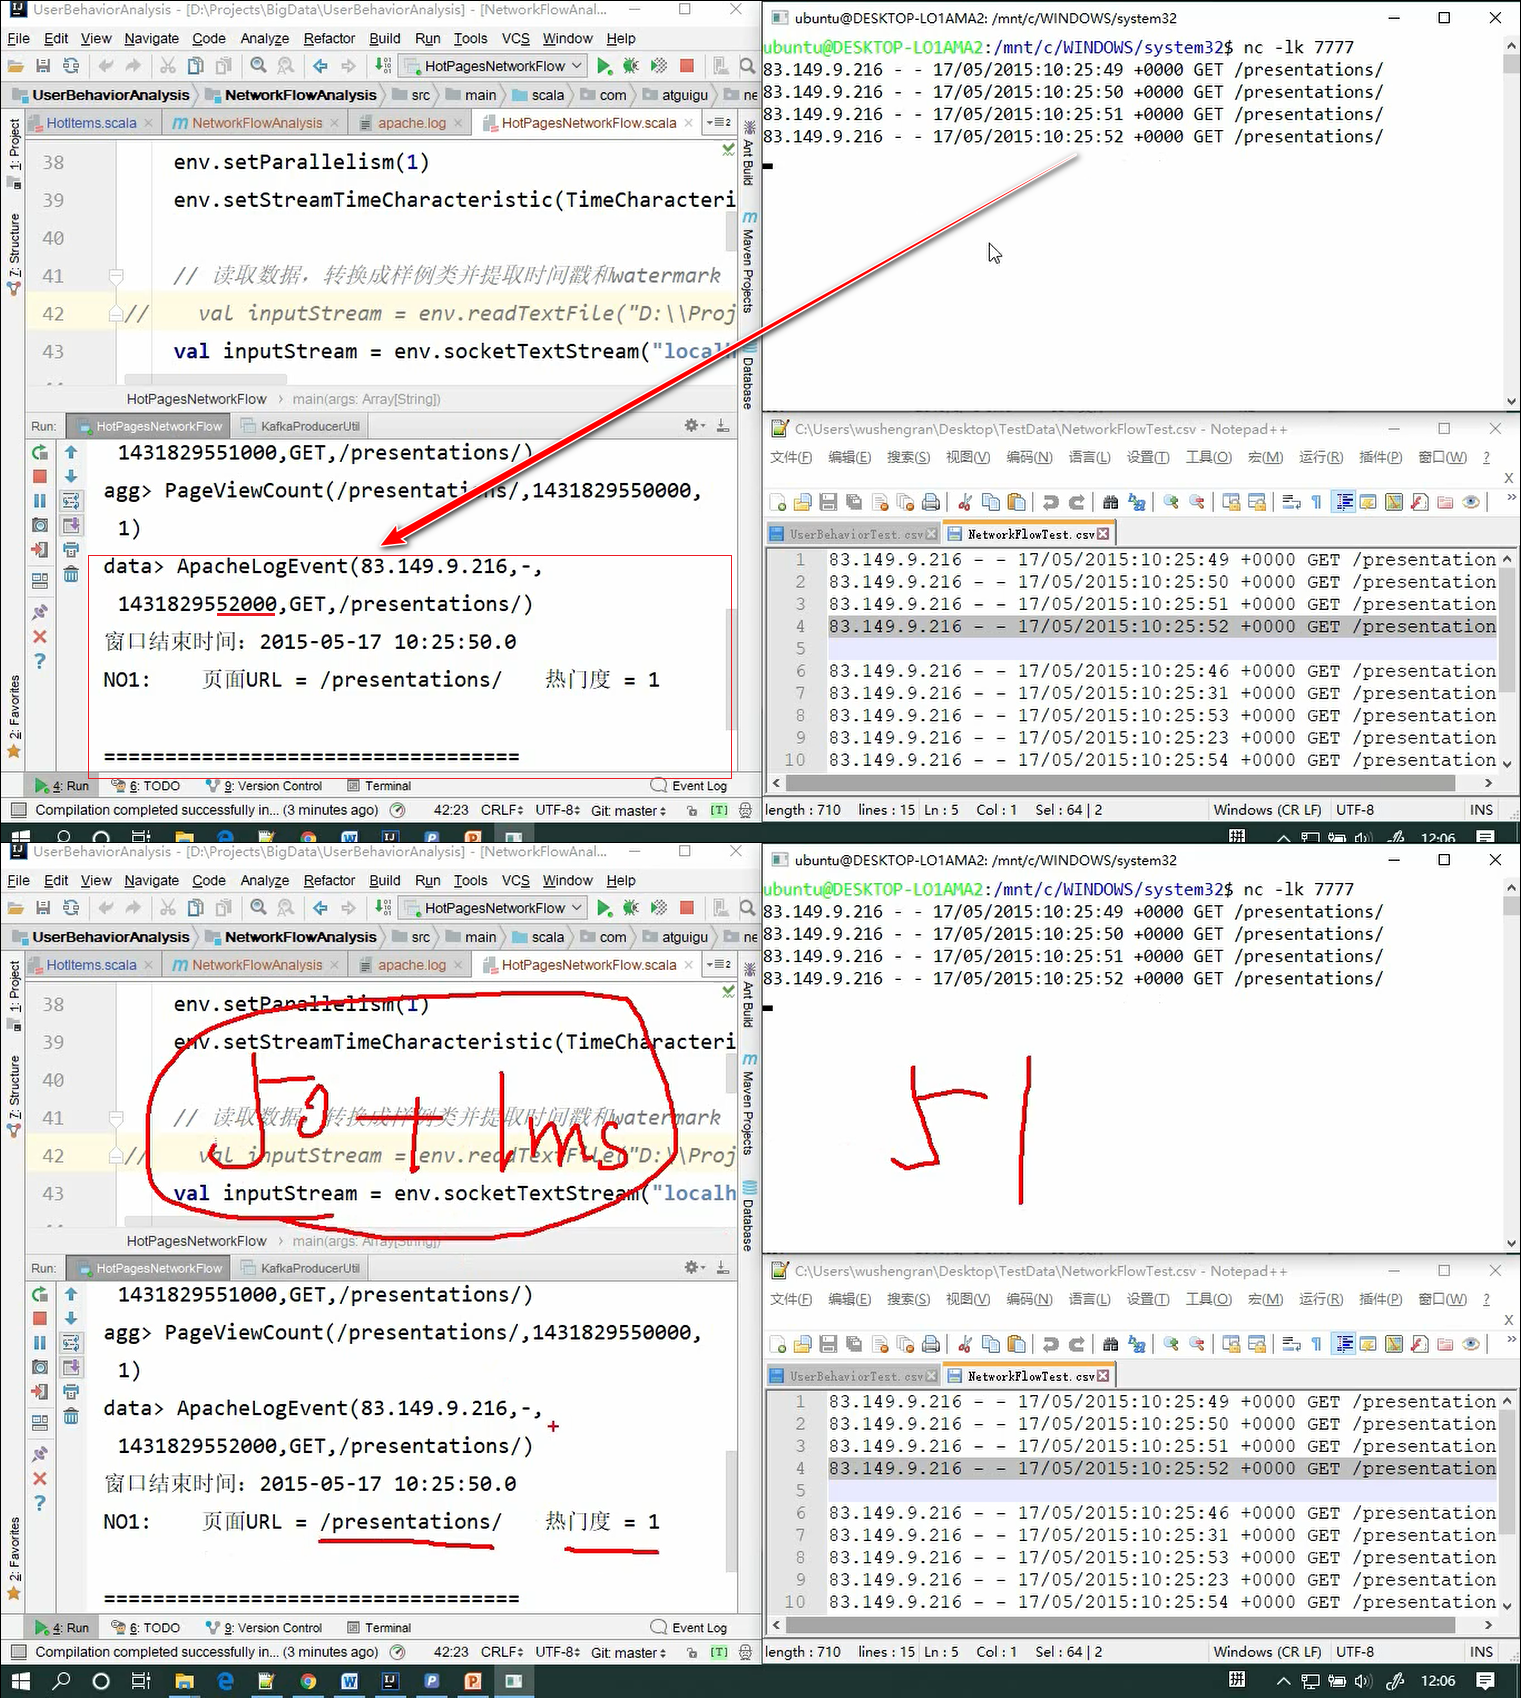 UserBehaviorAnalysis - [D:\Projects\BigData\UserBehaviorAnalysis] - [NetworkFlowAnal...
File Edit View Navigate Code Analyze Refactor Build Run Tools VCS Window Help
HotPagesNetworkFlow
UserBehaviorAnalysis NetworkFlowAnalysis src main scala com atguigu ne
HotItems.scala NetworkFlowAnalysis apache.log HotPagesNetworkFlow.scala
1: Project
7: Structure
2: Favorites
Ant Build
Maven Projects
Database
38 env.setParallelism(1)
39 env.setStreamTimeCharacteristic(TimeCharacteri
40
41 // 读取数据，转换成样例类并提取时间戳和watermark
42 // val inputStream = env.readTextFile("D:\\Proj
43 val inputStream = env.socketTextStream("localh
HotPagesNetworkFlow main(args: Array[String])
Run: HotPagesNetworkFlow KafkaProducerUtil
1431829551000,GET,/presentations/)
agg> PageViewCount(/presentations/,1431829550000,
1)
data> ApacheLogEvent(83.149.9.216,-,
1431829552000,GET,/presentations/)
窗口结束时间：2015-05-17 10:25:50.0
NO1: 页面URL = /presentations/ 热门度 = 1
==================================
4: Run 6: TODO 9: Version Control Terminal Event Log
Compilation completed successfully in... (3 minutes ago) 42:23 CRLF UTF-8 Git: master [T]
ubuntu@DESKTOP-LO1AMA2: /mnt/c/WINDOWS/system32
ubuntu@DESKTOP-LO1AMA2:/mnt/c/WINDOWS/system32$ nc -lk 7777
83.149.9.216 - - 17/05/2015:10:25:49 +0000 GET /presentations/
83.149.9.216 - - 17/05/2015:10:25:50 +0000 GET /presentations/
83.149.9.216 - - 17/05/2015:10:25:51 +0000 GET /presentations/
83.149.9.216 - - 17/05/2015:10:25:52 +0000 GET /presentations/
C:\Users\wushengran\Desktop\TestData\NetworkFlowTest.csv - Notepad++
文件(F) 编辑(E) 搜索(S) 视图(V) 编码(N) 语言(L) 设置(T) 工具(O) 宏(M) 运行(R) 插件(P) 窗口(W) ?
X
UserBehaviorTest.csv NetworkFlowTest.csv
1 83.149.9.216 - - 17/05/2015:10:25:49 +0000 GET /presentation
2 83.149.9.216 - - 17/05/2015:10:25:50 +0000 GET /presentation
3 83.149.9.216 - - 17/05/2015:10:25:51 +0000 GET /presentation
4 83.149.9.216 - - 17/05/2015:10:25:52 +0000 GET /presentation
5
6 83.149.9.216 - - 17/05/2015:10:25:46 +0000 GET /presentation
7 83.149.9.216 - - 17/05/2015:10:25:31 +0000 GET /presentation
8 83.149.9.216 - - 17/05/2015:10:25:53 +0000 GET /presentation
9 83.149.9.216 - - 17/05/2015:10:25:23 +0000 GET /presentation
10 83.149.9.216 - - 17/05/2015:10:25:54 +0000 GET /presentation
length : 710 lines : 15 Ln : 5 Col : 1 Sel : 64 | 2 Windows (CR LF) UTF-8 INS
拼 12:06
UserBehaviorAnalysis - [D:\Projects\BigData\UserBehaviorAnalysis] - [NetworkFlowAnal...
File Edit View Navigate Code Analyze Refactor Build Run Tools VCS Window Help
HotPagesNetworkFlow
UserBehaviorAnalysis NetworkFlowAnalysis src main scala com atguigu ne
HotItems.scala NetworkFlowAnalysis apache.log HotPagesNetworkFlow.scala
1: Project
7: Structure
2: Favorites
Ant Build
Maven Projects
Database
38 env.setParallelism(1)
39 env.setStreamTimeCharacteristic(TimeCharacteri
40
41 // 读取数据，转换成样例类并提取时间戳和watermark
42 // val inputStream = env.readTextFile("D:\\Proj
43 val inputStream = env.socketTextStream("localh
50 + 1ms
HotPagesNetworkFlow main(args: Array[String])
Run: HotPagesNetworkFlow KafkaProducerUtil
1431829551000,GET,/presentations/)
agg> PageViewCount(/presentations/,1431829550000,
1)
data> ApacheLogEvent(83.149.9.216,-,
1431829552000,GET,/presentations/)
窗口结束时间：2015-05-17 10:25:50.0
NO1: 页面URL = /presentations/ 热门度 = 1
==================================
4: Run 6: TODO 9: Version Control Terminal Event Log
Compilation completed successfully in... (3 minutes ago) 42:23 CRLF UTF-8 Git: master [T]
ubuntu@DESKTOP-LO1AMA2: /mnt/c/WINDOWS/system32
ubuntu@DESKTOP-LO1AMA2:/mnt/c/WINDOWS/system32$ nc -lk 7777
83.149.9.216 - - 17/05/2015:10:25:49 +0000 GET /presentations/
83.149.9.216 - - 17/05/2015:10:25:50 +0000 GET /presentations/
83.149.9.216 - - 17/05/2015:10:25:51 +0000 GET /presentations/
83.149.9.216 - - 17/05/2015:10:25:52 +0000 GET /presentations/
51
C:\Users\wushengran\Desktop\TestData\NetworkFlowTest.csv - Notepad++
文件(F) 编辑(E) 搜索(S) 视图(V) 编码(N) 语言(L) 设置(T) 工具(O) 宏(M) 运行(R) 插件(P) 窗口(W) ?
X
UserBehaviorTest.csv NetworkFlowTest.csv
1 83.149.9.216 - - 17/05/2015:10:25:49 +0000 GET /presentation
2 83.149.9.216 - - 17/05/2015:10:25:50 +0000 GET /presentation
3 83.149.9.216 - - 17/05/2015:10:25:51 +0000 GET /presentation
4 83.149.9.216 - - 17/05/2015:10:25:52 +0000 GET /presentation
5
6 83.149.9.216 - - 17/05/2015:10:25:46 +0000 GET /presentation
7 83.149.9.216 - - 17/05/2015:10:25:31 +0000 GET /presentation
8 83.149.9.216 - - 17/05/2015:10:25:53 +0000 GET /presentation
9 83.149.9.216 - - 17/05/2015:10:25:23 +0000 GET /presentation
10 83.149.9.216 - - 17/05/2015:10:25:54 +0000 GET /presentation
length : 710 lines : 15 Ln : 5 Col : 1 Sel : 64 | 2 Windows (CR LF) UTF-8 INS
拼 12:06